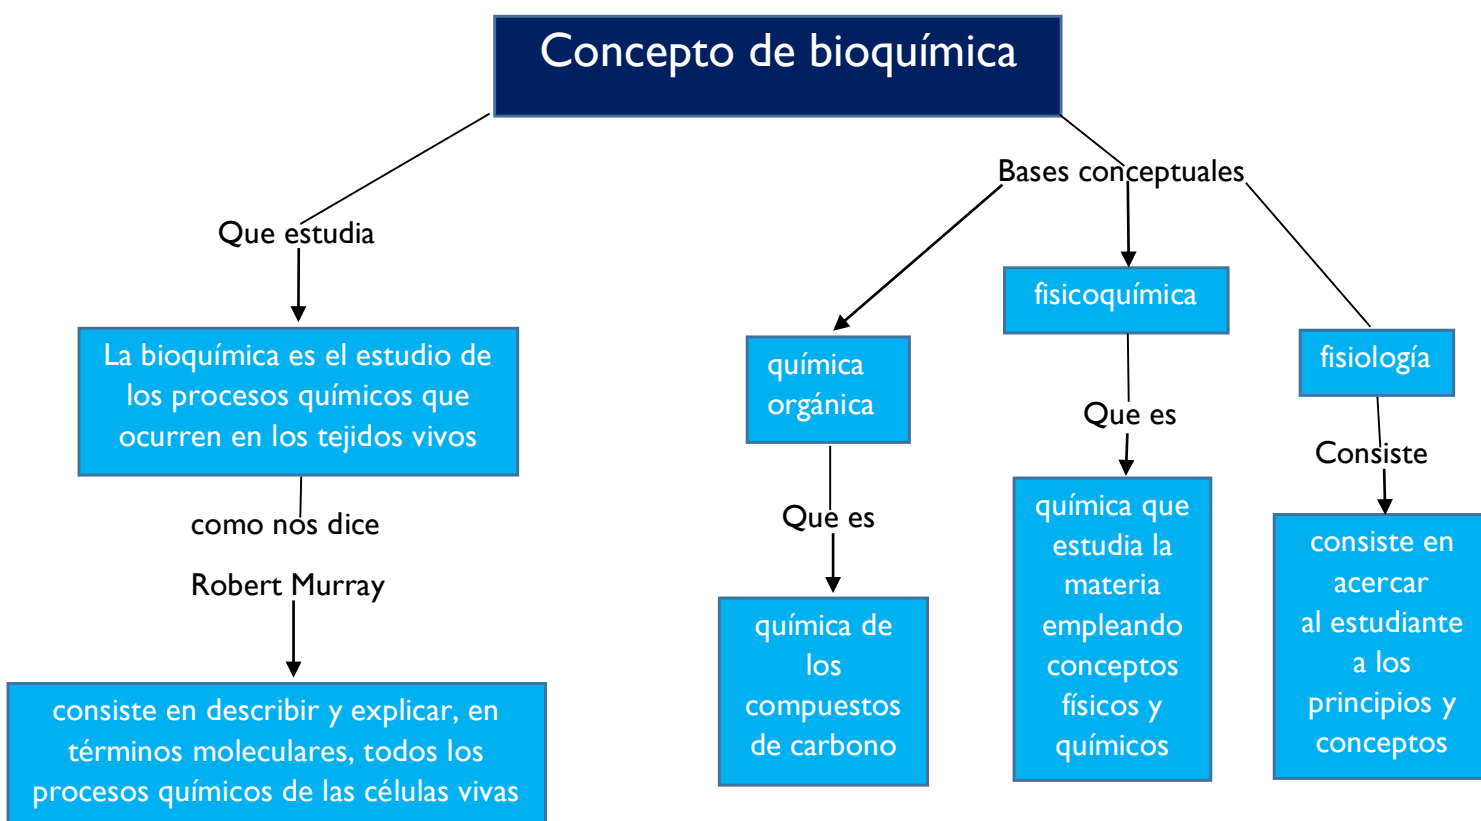 Concepto de bioquímica
Que estudia
La bioquímica es el estudio de
los procesos químicos que
ocurren en los tejidos vivos
como nos dice
Robert Murray
consiste en describir y explicar, en
términos moleculares, todos los
procesos químicos de las células vivas
Bases conceptuales
química
orgánica
Que es
química de
los
compuestos
de carbono
fisicoquímica
Que es
química que
estudia la
materia
empleando
conceptos
físicos y
químicos
fisiología
Consiste
consiste en
acercar
al estudiante
a los
principios y
conceptos